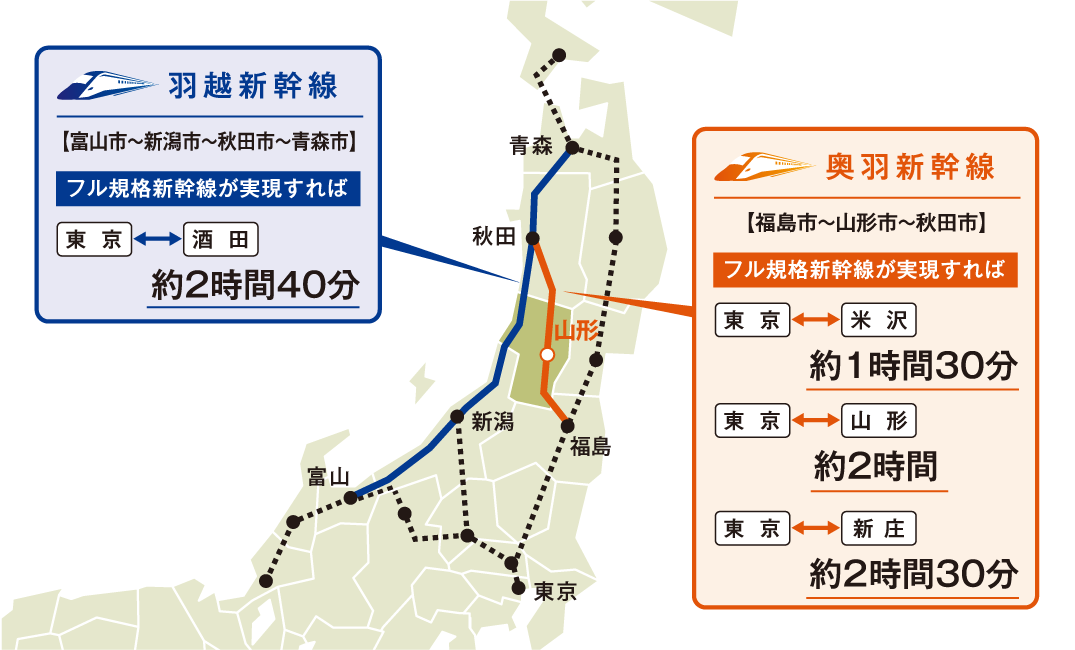 羽越新幹線
【富山市～新潟市～秋田市～青森市】
フル規格新幹線が実現すれば
東京 酒田
約2時間40分
奥羽新幹線
【福島市～山形市～秋田市】
フル規格新幹線が実現すれば
東京 米沢
約1時間30分
東京 山形
約2時間
東京 新庄
約2時間30分
青森
秋田
山形
新潟
福島
富山
東京